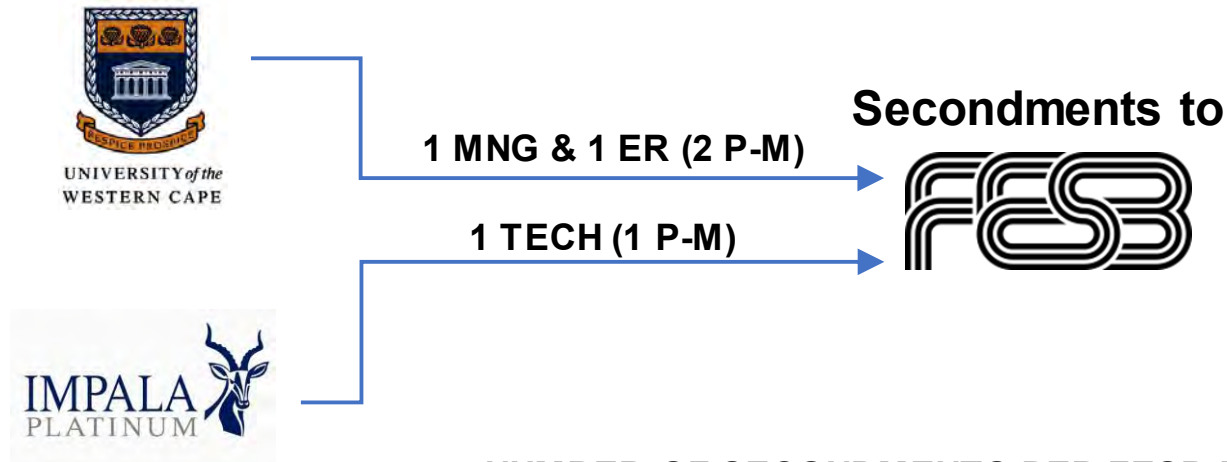 RESPICE PROSPICE
UNIVERSITY of the
WESTERN CAPE
1 MNG & 1 ER (2 P-M)
Secondments to
FESB
1 TECH (1 P-M)
IMPALA
PLATINUM